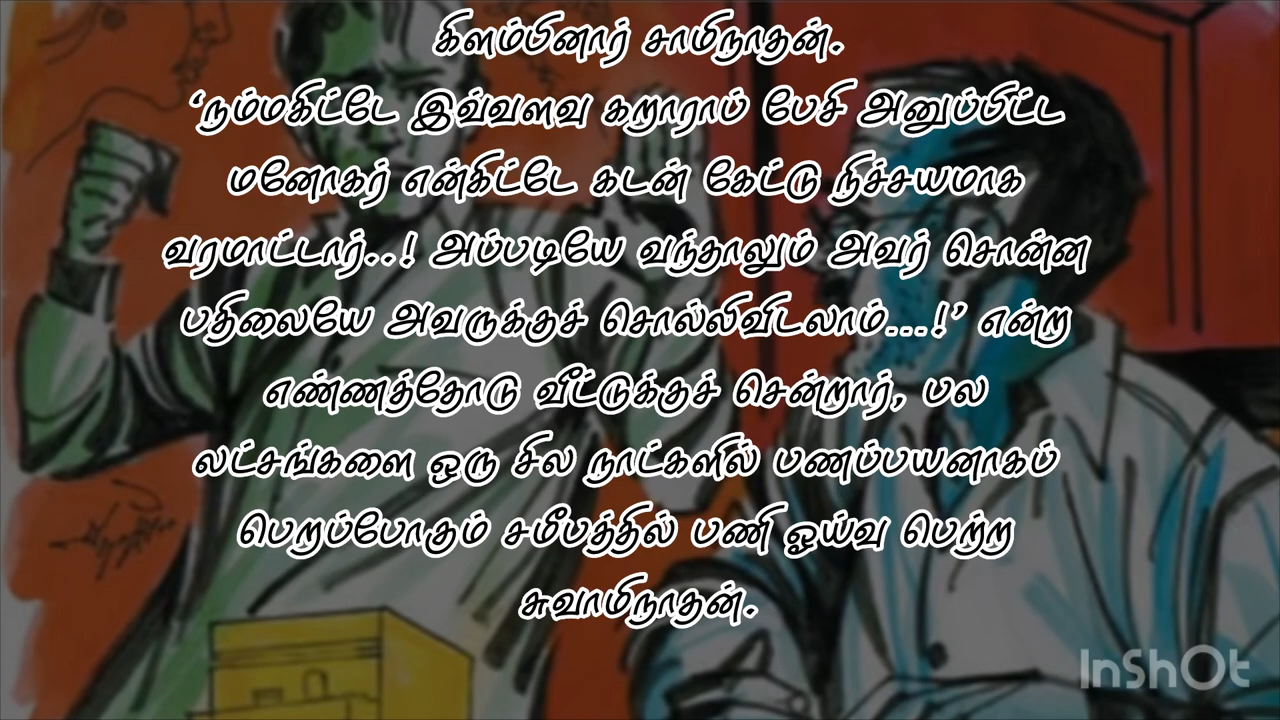 கிளம்பினார் சாமிநாதன்.
‘நம்மகிட்டே இவ்வளவு கறாராப் பேசி அனுப்பிட்ட
மனோகர் என்கிட்டே கடன் கேட்டு நிச்சயமாக
வரமாட்டார்..! அப்படியே வந்தாலும் அவர் சொன்ன
பதிலையே அவருக்குச் சொல்லிவிடலாம்...!’ என்ற
எண்ணத்தோடு வீட்டுக்குச் சென்றார், பல
லட்சங்களை ஒரு சில நாட்களில் பணப்பயனாகப்
பெறப்போகும் சமீபத்தில் பணி ஓய்வு பெற்ற
சுவாமிநாதன்.
InShOt